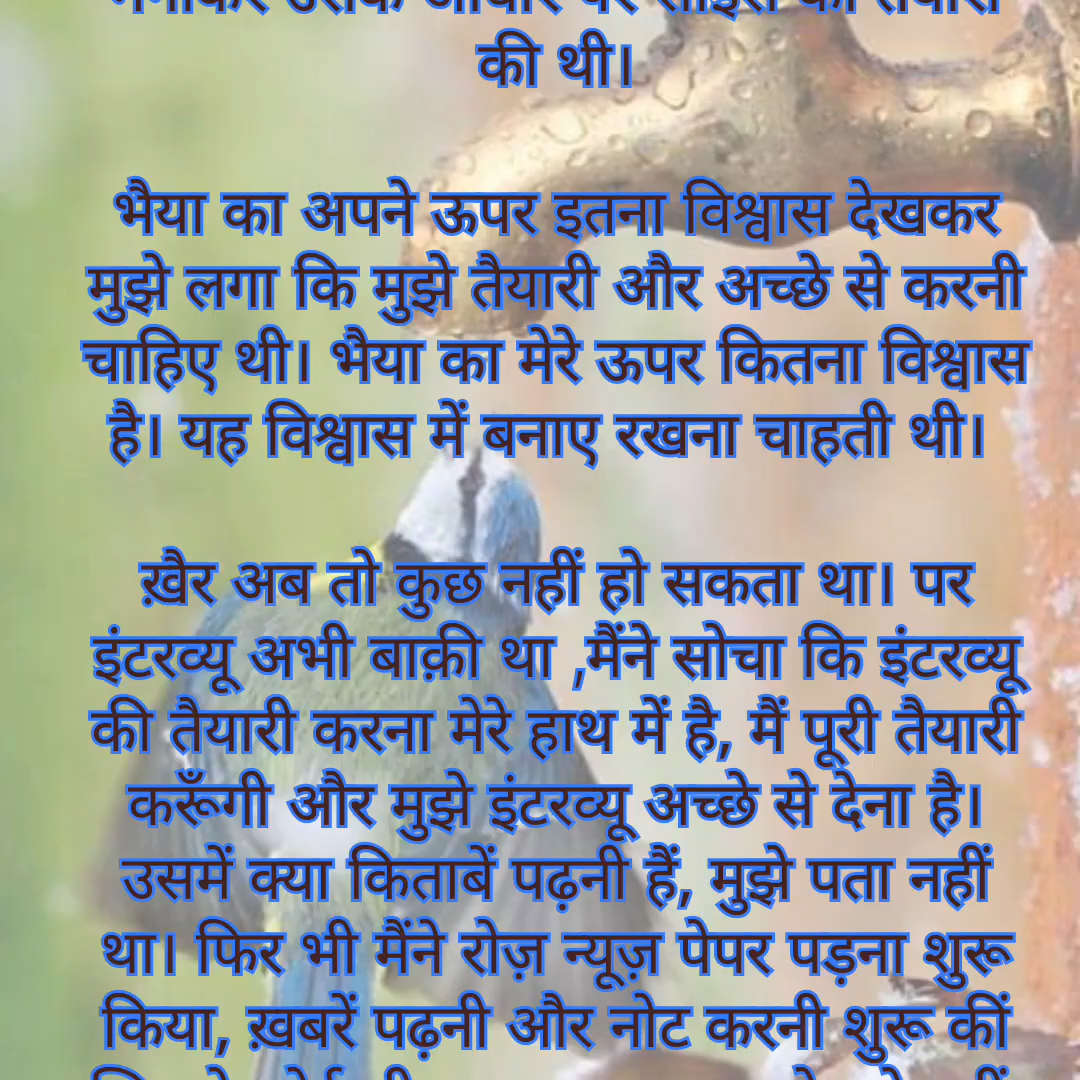 की थी।
भैया का अपने ऊपर इतना विश्वास देखकर
मुझे लगा कि मुझे तैयारी और अच्छे से करनी
चाहिए थी। भैया का मेरे ऊपर कितना विश्वास
है। यह विश्वास में बनाए रखना चाहती थी।
ख़ैर अब तो कुछ नहीं हो सकता था। पर
इंटरव्यू अभी बाक़ी था ,मैंने सोचा कि इंटरव्यू
की तैयारी करना मेरे हाथ में है, मैं पूरी तैयारी
करूँगी और मुझे इंटरव्यू अच्छे से देना है।
उसमें क्या किताबें पढ़नी हैं, मुझे पता नहीं
था। फिर भी मैंने रोज़ न्यूज़ पेपर पड़ना शुरू
किया, ख़बरें पढ़नी और नोट करनी शुरू कीं